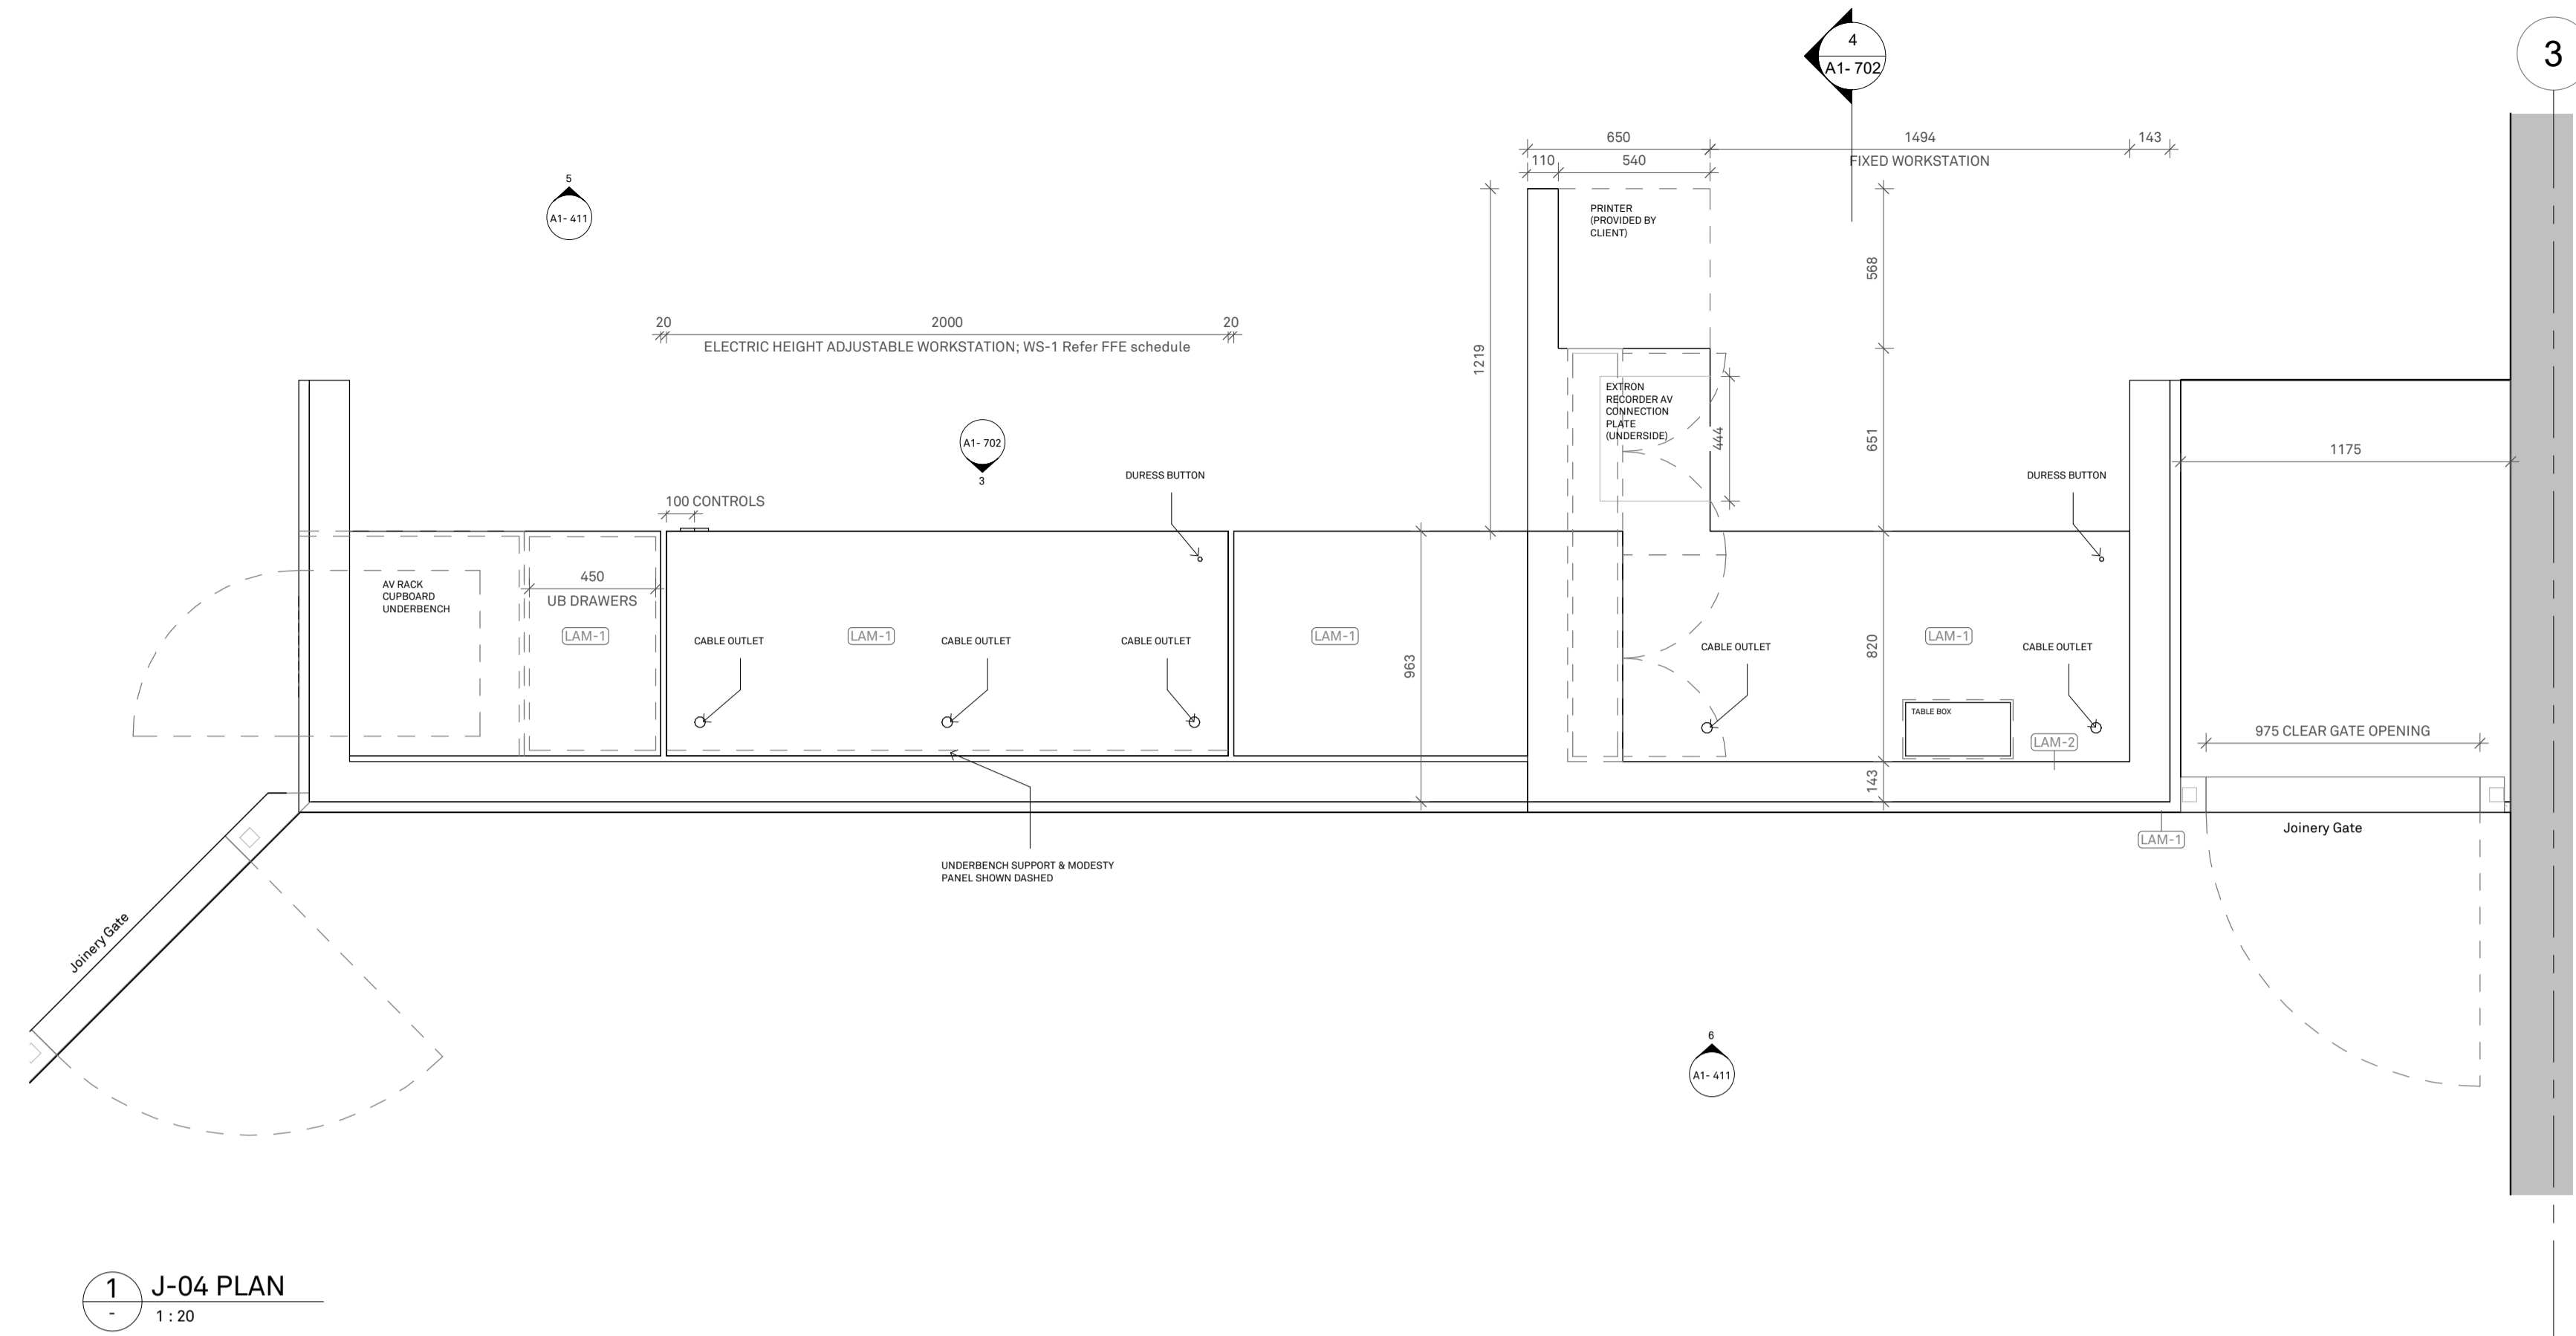 4
A1- 702
3
650
1494
143
110
540
FIXED WORKSTATION
5
A1- 411
PRINTER
(PROVIDED BY
CLIENT)
568
20
2000
20
ELECTRIC HEIGHT ADJUSTABLE WORKSTATION; WS-1 Refer FFE schedule
1219
EXTRON
RECORDER AV
CONNECTION
PLATE
(UNDERSIDE)
444
651
1175
A1- 702
3
DURESS BUTTON
DURESS BUTTON
100 CONTROLS
AV RACK
CUPBOARD
UNDERBENCH
450
UB DRAWERS
LAM-1
LAM-1
LAM-1
LAM-1
CABLE OUTLET
CABLE OUTLET
CABLE OUTLET
CABLE OUTLET
CABLE OUTLET
963
820
TABLE BOX
LAM-2
975 CLEAR GATE OPENING
143
Joinery Gate
LAM-1
UNDERBENCH SUPPORT & MODESTY
PANEL SHOWN DASHED
Joinery Gate
6
A1- 411
1
-
J-04 PLAN
1 : 20